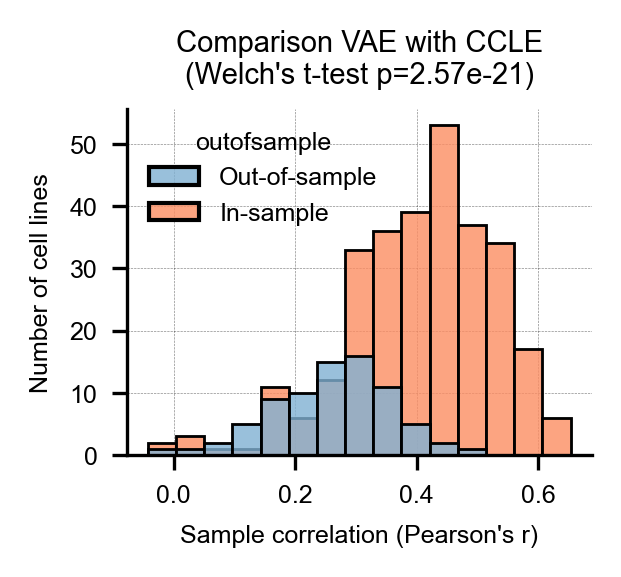 Comparison VAE with CCLE
(Welch's t-test p=2.57e-21)
outofsample
Out-of-sample
In-sample
Number of cell lines
50
40
30
20
10
0
0.0 0.2 0.4 0.6
Sample correlation (Pearson's r)